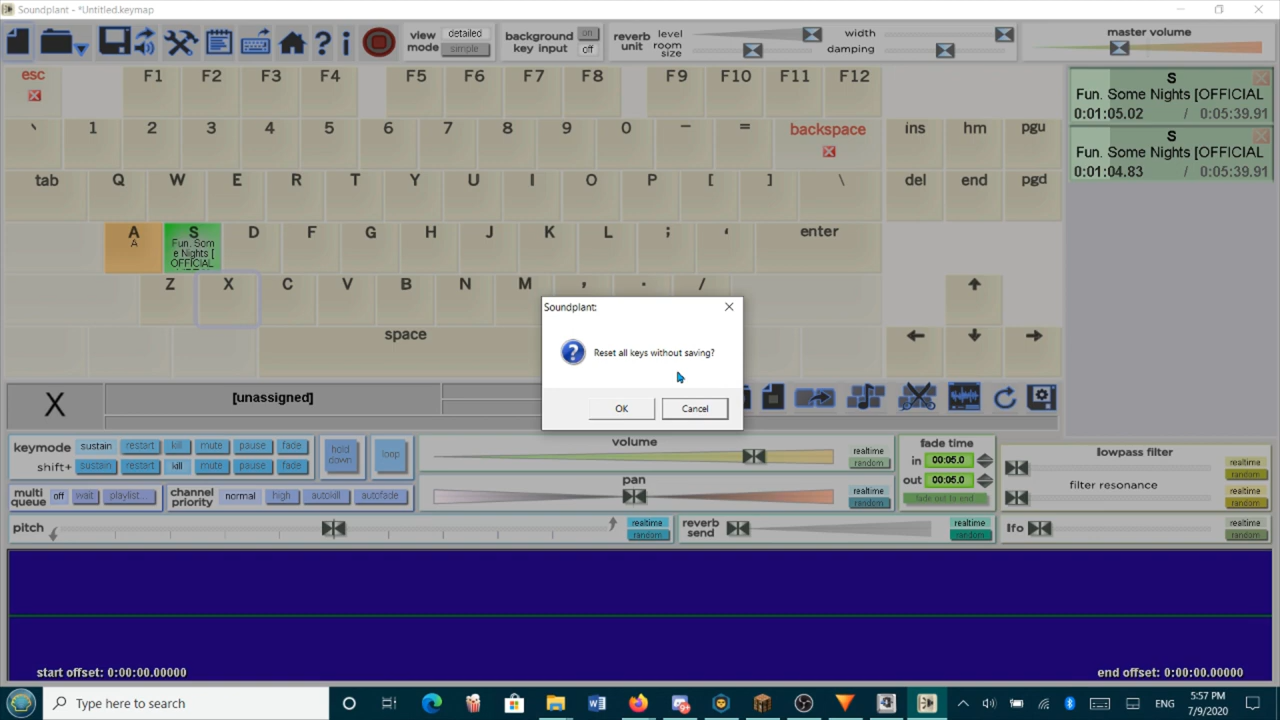 Soundplant - *Untitled.keymap
view mode
detailed
simple
background key input
on
off
reverb unit
level
room size
width
damping
master volume
esc F1 F2 F3 F4 F5 F6 F7 F8 F9 F10 F11 F12
` 1 2 3 4 5 6 7 8 9 0 - = backspace ins hm pgu
tab Q W E R T Y U I O P [ ] \ del end pgd
A S D F G H J K L ; ' enter
A
Fun. Som
e Nights [
OFFICIAL
Z X C V B N M , . /
space
S
Fun. Some Nights [OFFICIAL
0:01:05.02 / 0:05:39.91
S
Fun. Some Nights [OFFICIAL
0:01:04.83 / 0:05:39.91
Soundplant:
Reset all keys without saving?
OK Cancel
X
[unassigned]
keymode sustain restart kill mute pause fade
shift+ sustain restart kill mute pause fade
hold down
loop
multi queue off wait playlist...
channel priority normal high autokill autofade
volume
realtime
random
pan
realtime
random
fade time
in 00:05.0
out 00:05.0
fade out to end
lowpass filter
realtime
random
filter resonance
realtime
random
pitch
realtime
random
reverb send
realtime
random
lfo
realtime
random
start offset: 0:00:00.00000
end offset: 0:00:00.00000
Type here to search
ENG
5:57 PM
7/9/2020